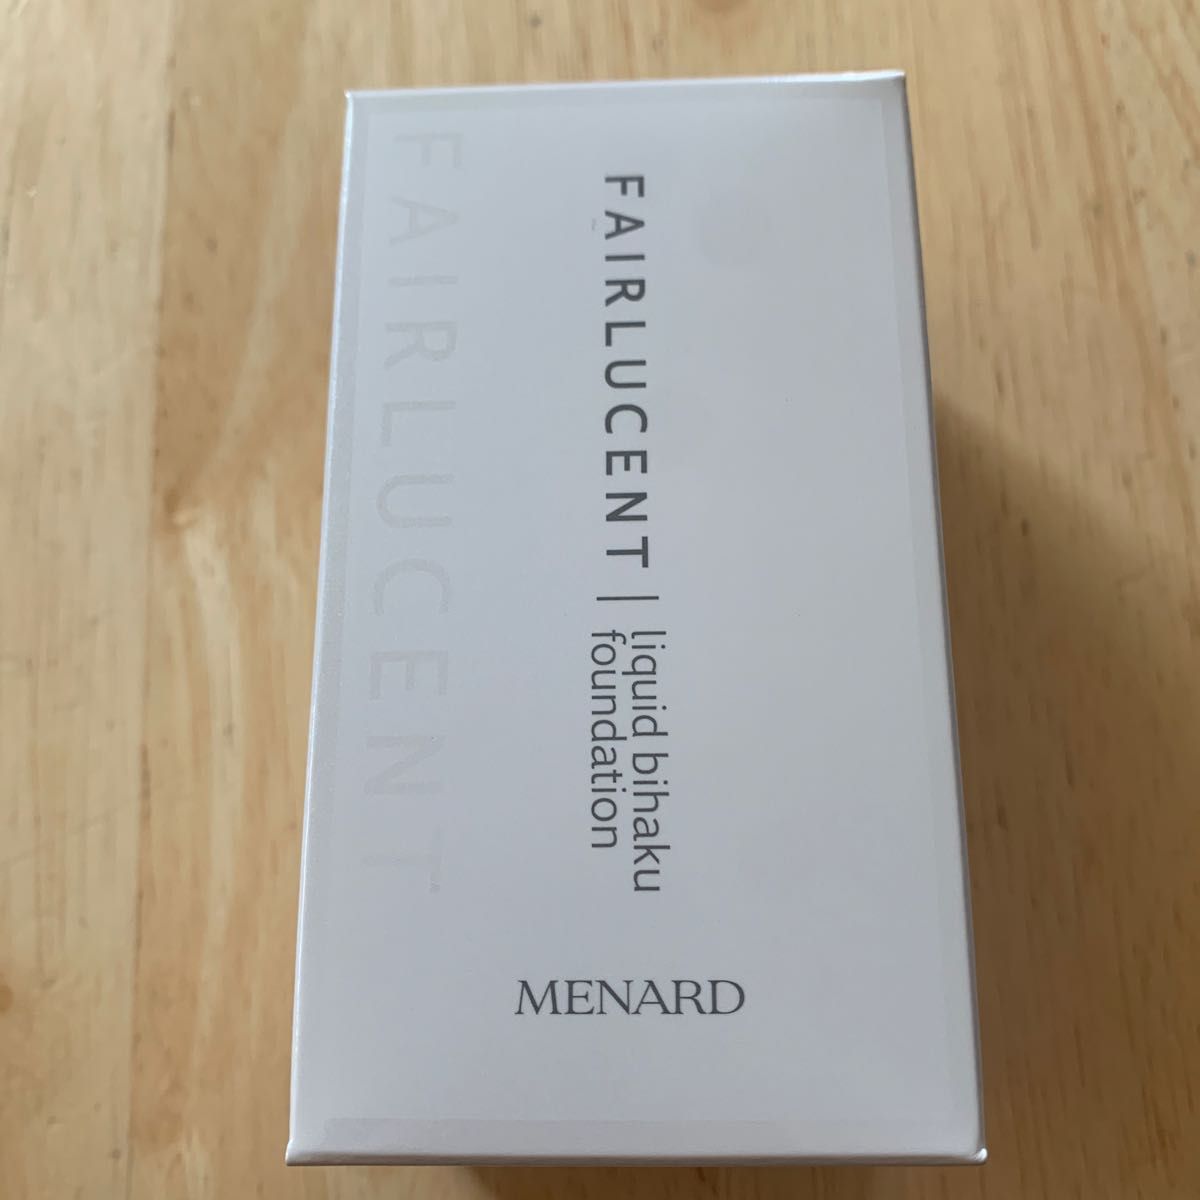 FAIRLUCENT
FAIRLUCENT | liquid bihaku
foundation
MENARD